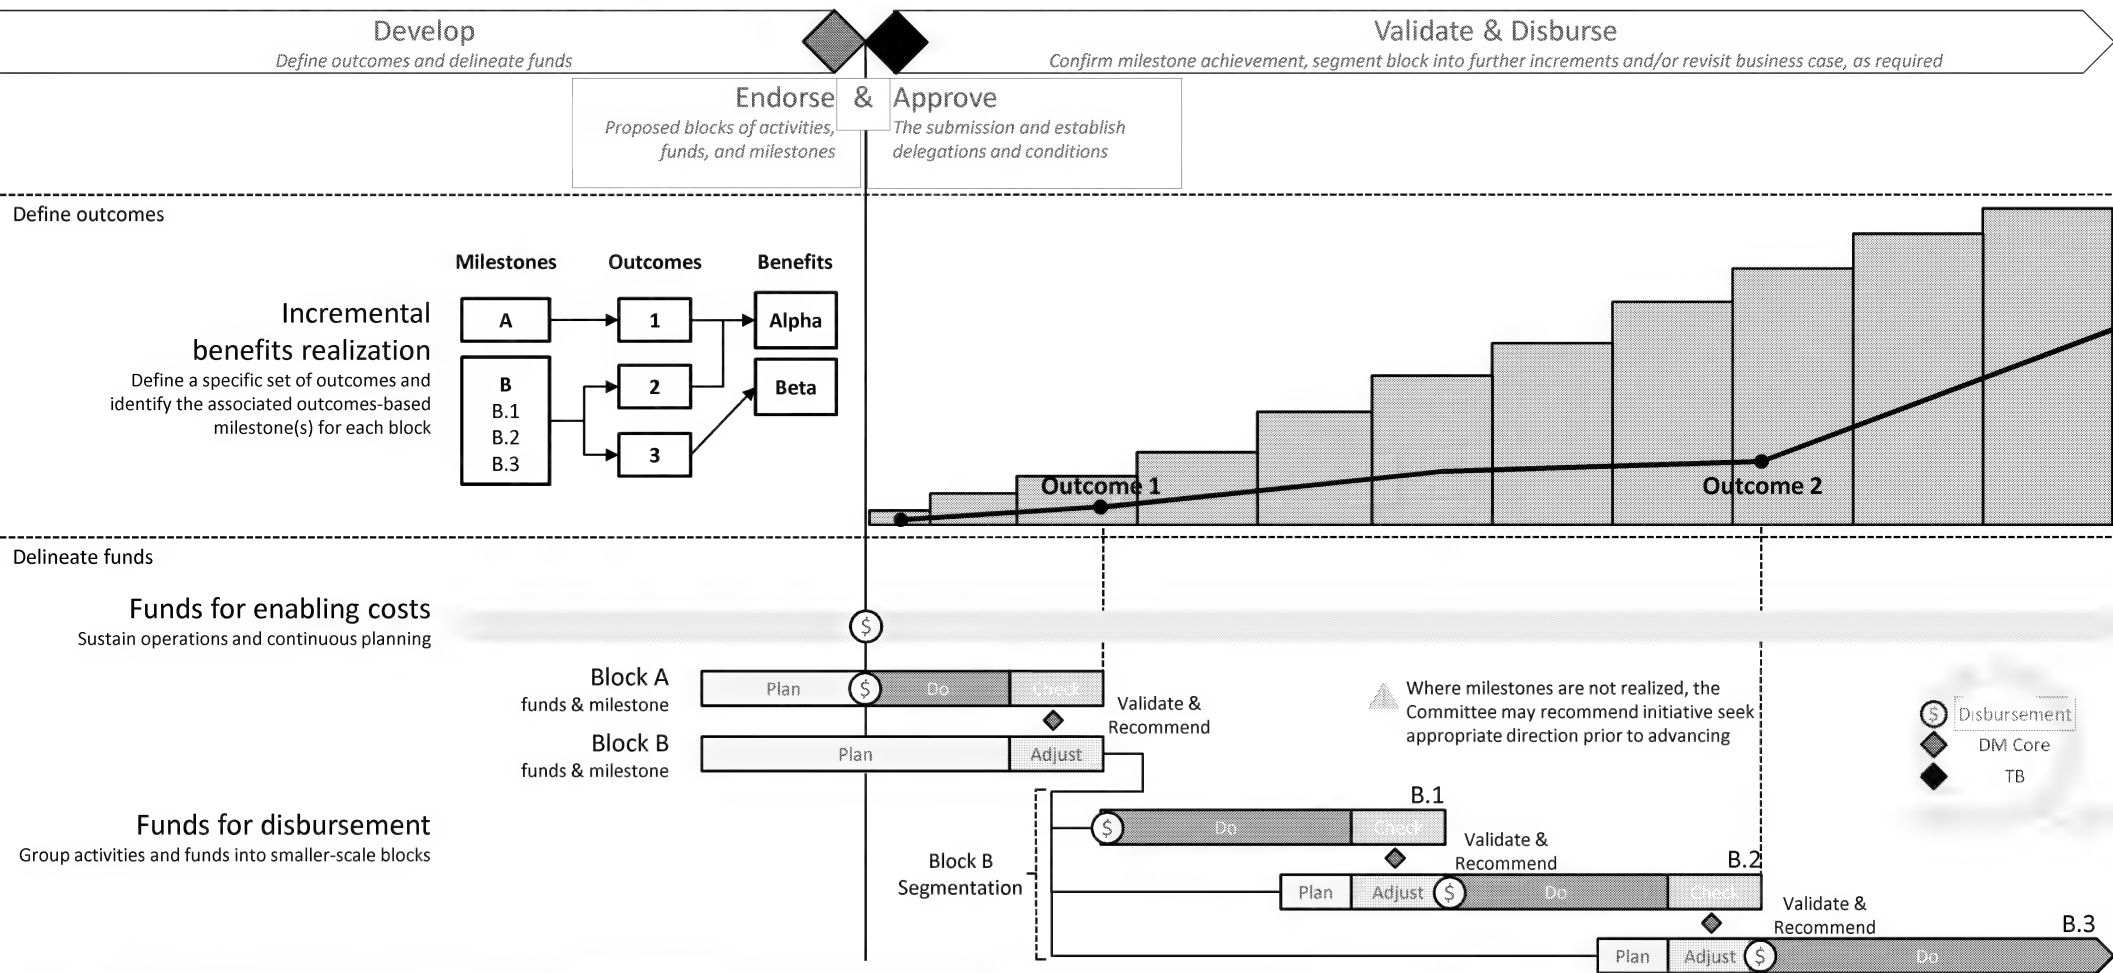 Develop
Define outcomes and delineate funds
Validate & Disburse
Confirm milestone achievement, segment block into further increments and/or revisit business case, as required
Endorse & Approve
Proposed blocks of activities,
funds, and milestones
The submission and establish
delegations and conditions
Define outcomes
Milestones Outcomes Benefits
Incremental
benefits realization
Define a specific set of outcomes and
identify the associated outcomes-based
milestone(s) for each block
A
1
Alpha
B
B.1
B.2
B.3
2
Beta
3
Outcome 1
Outcome 2
Delineate funds
Funds for enabling costs
Sustain operations and continuous planning
$
Block A
funds & milestone
Plan
$
Do
Check
Validate &
Recommend
Block B
funds & milestone
Plan
Adjust
Where milestones are not realized, the
Committee may recommend initiative seek
appropriate direction prior to advancing
$ Disbursement
DM Core
TB
Funds for disbursement
Group activities and funds into smaller-scale blocks
Block B
Segmentation
B.1
$
Do
Check
Validate &
Recommend
B.2
Plan
Adjust
$
Do
Check
Validate &
Recommend
B.3
Plan
Adjust
$
Do